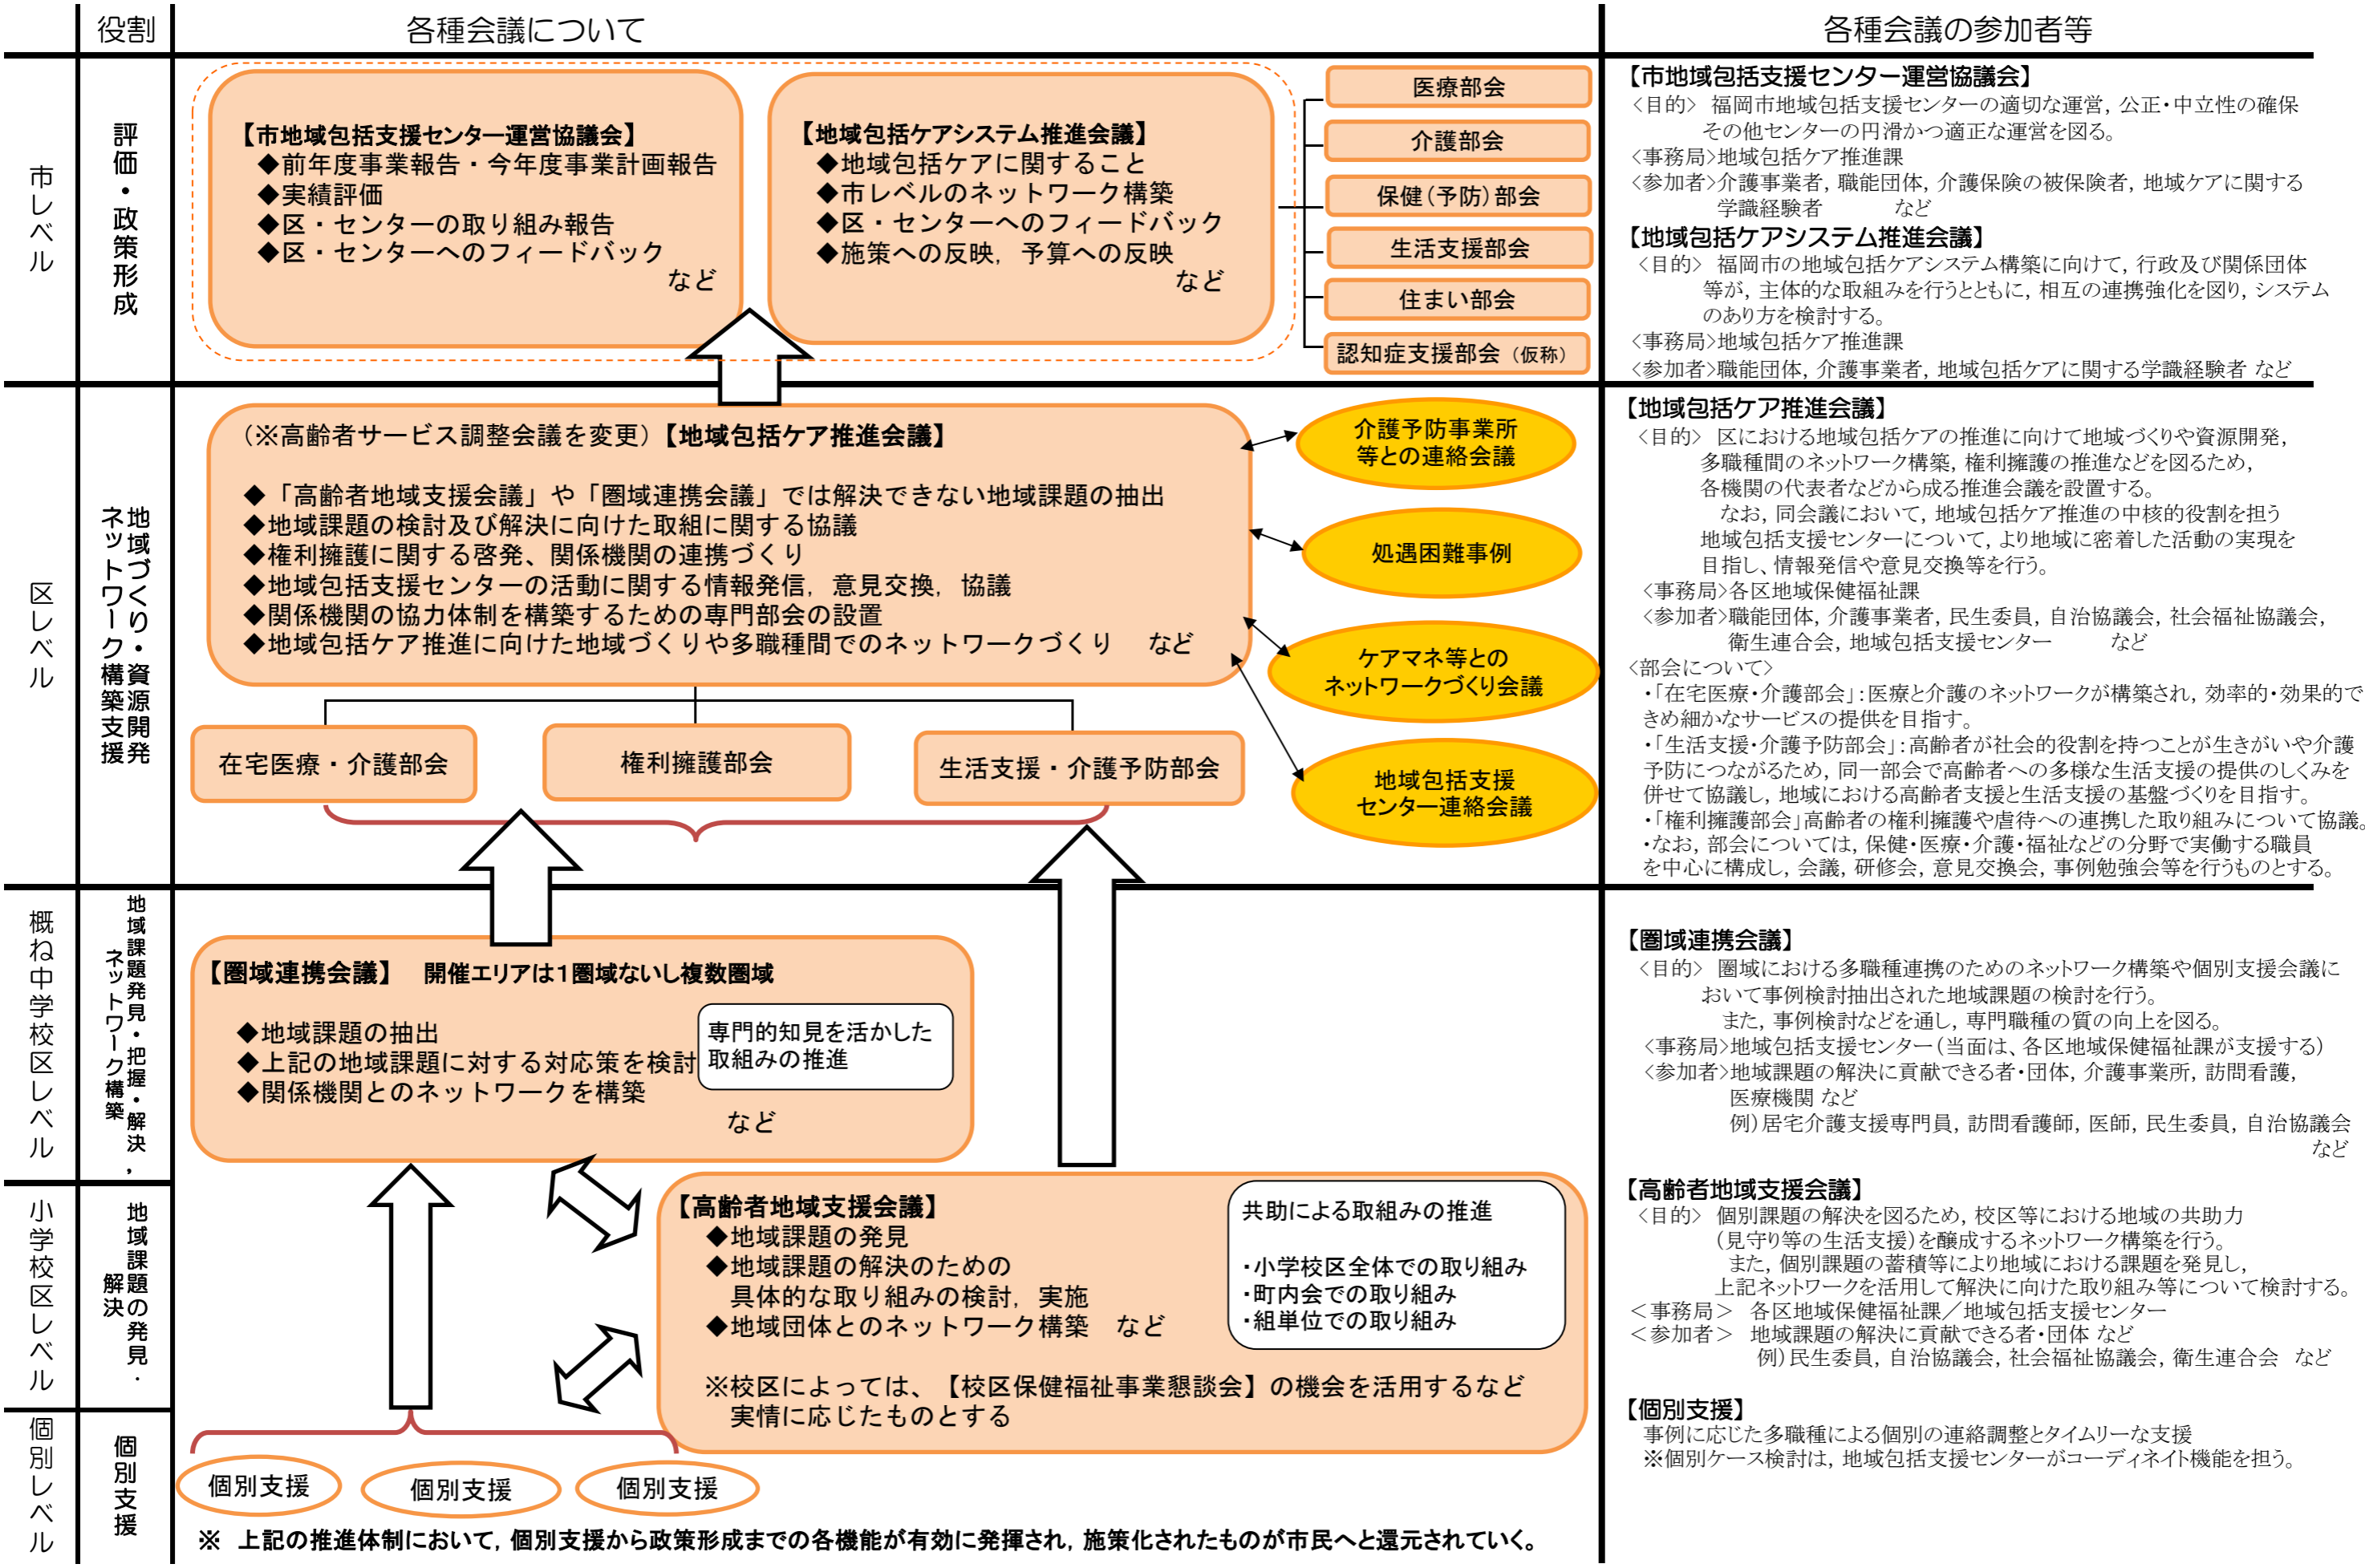 役割
各種会議について
各種会議の参加者等
市レベル
評価・政策形成
【市地域包括支援センター運営協議会】
◆前年度事業報告・今年度事業計画報告
◆実績評価
◆区・センターの取り組み報告
◆区・センターへのフィードバック
など
【地域包括ケアシステム推進会議】
◆地域包括ケアに関すること
◆市レベルのネットワーク構築
◆区・センターへのフィードバック
◆施策への反映，予算への反映
など
医療部会
介護部会
保健(予防)部会
生活支援部会
住まい部会
認知症支援部会（仮称）
【市地域包括支援センター運営協議会】
<目的> 福岡市地域包括支援センターの適切な運営，公正・中立性の確保
その他センターの円滑かつ適正な運営を図る。
<事務局>地域包括ケア推進課
<参加者>介護事業者，職能団体，介護保険の被保険者，地域ケアに関する
学識経験者 など
【地域包括ケアシステム推進会議】
<目的> 福岡市の地域包括ケアシステム構築に向けて，行政及び関係団体
等が，主体的な取組みを行うとともに，相互の連携強化を図り，システム
のあり方を検討する。
<事務局>地域包括ケア推進課
<参加者>職能団体，介護事業者，地域包括ケアに関する学識経験者 など
区レベル
地域づくり・資源開発
ネットワーク構築支援
（※高齢者サービス調整会議を変更）【地域包括ケア推進会議】
◆「高齢者地域支援会議」や「圏域連携会議」では解決できない地域課題の抽出
◆地域課題の検討及び解決に向けた取組に関する協議
◆権利擁護に関する啓発、関係機関の連携づくり
◆地域包括支援センターの活動に関する情報発信，意見交換，協議
◆関係機関の協力体制を構築するための専門部会の設置
◆地域包括ケア推進に向けた地域づくりや多職種間でのネットワークづくり など
在宅医療・介護部会
権利擁護部会
生活支援・介護予防部会
介護予防事業所
等との連絡会議
処遇困難事例
ケアマネ等との
ネットワークづくり会議
地域包括支援
センター連絡会議
【地域包括ケア推進会議】
<目的> 区における地域包括ケアの推進に向けて地域づくりや資源開発，
多職種間のネットワーク構築，権利擁護の推進などを図るため，
各機関の代表者などから成る推進会議を設置する。
なお，同会議において，地域包括ケア推進の中核的役割を担う
地域包括支援センターについて，より地域に密着した活動の実現を
目指し、情報発信や意見交換等を行う。
<事務局>各区地域保健福祉課
<参加者>職能団体，介護事業者，民生委員，自治協議会，社会福祉協議会，
衛生連合会，地域包括支援センター など
<部会について>
・「在宅医療・介護部会」：医療と介護のネットワークが構築され，効率的・効果的で
きめ細かなサービスの提供を目指す。
・「生活支援・介護予防部会」：高齢者が社会的役割を持つことが生きがいや介護
予防につながるため，同一部会で高齢者への多様な生活支援の提供のしくみを
併せて協議し，地域における高齢者支援と生活支援の基盤づくりを目指す。
・「権利擁護部会」高齢者の権利擁護や虐待への連携した取り組みについて協議。
・なお，部会については，保健・医療・介護・福祉などの分野で実働する職員
を中心に構成し，会議，研修会，意見交換会，事例勉強会等を行うものとする。
概ね中学校区レベル
地域課題発見・把握・解決，
ネットワーク構築
【圏域連携会議】 開催エリアは１圏域ないし複数圏域
◆地域課題の抽出
◆上記の地域課題に対する対応策を検討
◆関係機関とのネットワークを構築
など
専門的知見を活かした
取組みの推進
【圏域連携会議】
<目的> 圏域における多職種連携のためのネットワーク構築や個別支援会議に
おいて事例検討抽出された地域課題の検討を行う。
また，事例検討などを通し，専門職種の質の向上を図る。
<事務局>地域包括支援センター（当面は、各区地域保健福祉課が支援する）
<参加者>地域課題の解決に貢献できる者・団体，介護事業所，訪問看護，
医療機関 など
例）居宅介護支援専門員，訪問看護師，医師，民生委員，自治協議会
など
小学校区レベル
地域課題の発見・
解決
【高齢者地域支援会議】
◆地域課題の発見
◆地域課題の解決のための
具体的な取り組みの検討，実施
◆地域団体とのネットワーク構築 など
※校区によっては、【校区保健福祉事業懇談会】の機会を活用するなど
実情に応じたものとする
共助による取組みの推進
・小学校区全体での取り組み
・町内会での取り組み
・組単位での取り組み
【高齢者地域支援会議】
<目的> 個別課題の解決を図るため，校区等における地域の共助力
（見守り等の生活支援）を醸成するネットワーク構築を行う。
また，個別課題の蓄積等により地域における課題を発見し，
上記ネットワークを活用して解決に向けた取り組み等について検討する。
＜事務局＞ 各区地域保健福祉課／地域包括支援センター
＜参加者＞ 地域課題の解決に貢献できる者・団体 など
例）民生委員，自治協議会，社会福祉協議会，衛生連合会 など
個別レベル
個別支援
個別支援
個別支援
個別支援
【個別支援】
事例に応じた多職種による個別の連絡調整とタイムリーな支援
※個別ケース検討は，地域包括支援センターがコーディネイト機能を担う。
※ 上記の推進体制において，個別支援から政策形成までの各機能が有効に発揮され，施策化されたものが市民へと還元されていく。